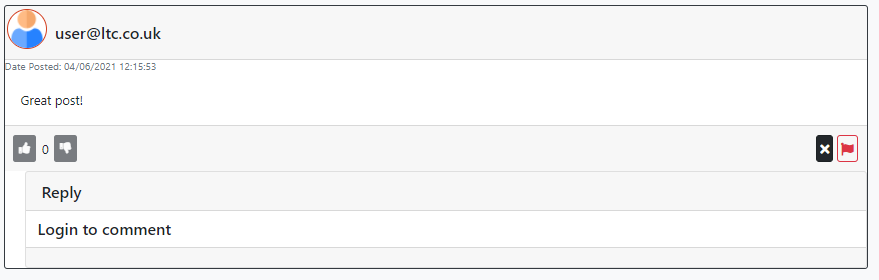 user@ltc.co.uk
Date Posted: 04/06/2021 12:15:53
Great post!
0
Reply
Login to comment